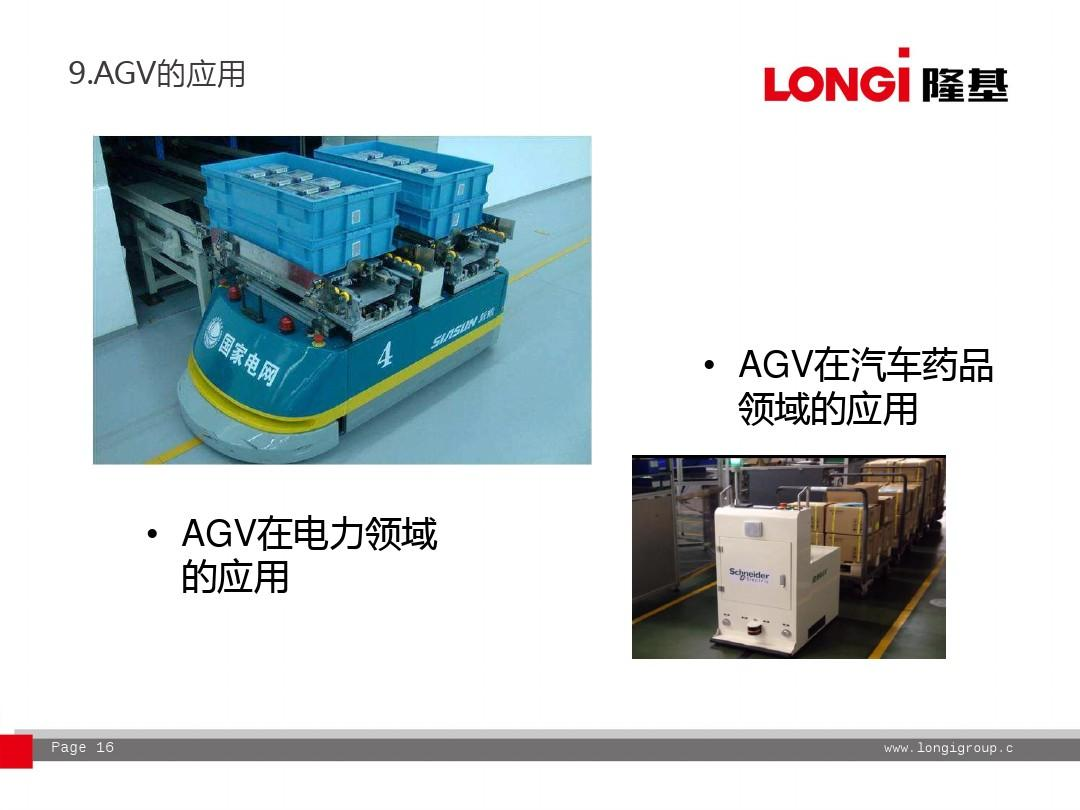 9.AGV的应用
LONGi 隆基
国家电网
4
SIASUN 新松
• AGV在汽车药品
领域的应用
Schneider
Electric
• AGV在电力领域
的应用
Page 16
www.longigroup.c